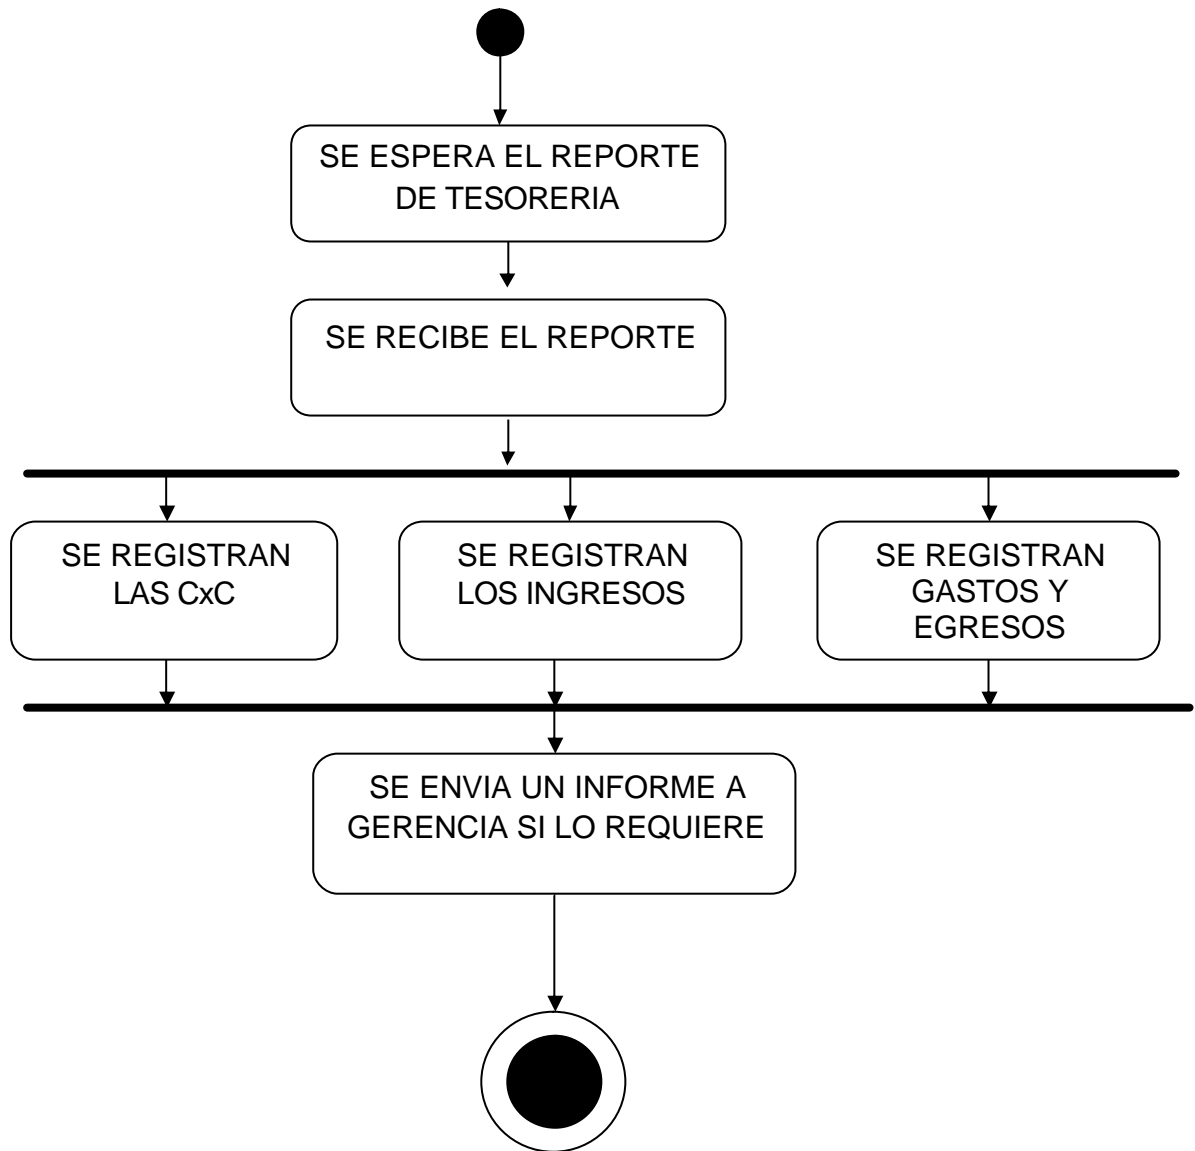 SE ESPERA EL REPORTE
DE TESORERIA
SE RECIBE EL REPORTE
SE REGISTRAN
LAS CxC
SE REGISTRAN
LOS INGRESOS
SE REGISTRAN
GASTOS Y
EGRESOS
SE ENVIA UN INFORME A
GERENCIA SI LO REQUIERE